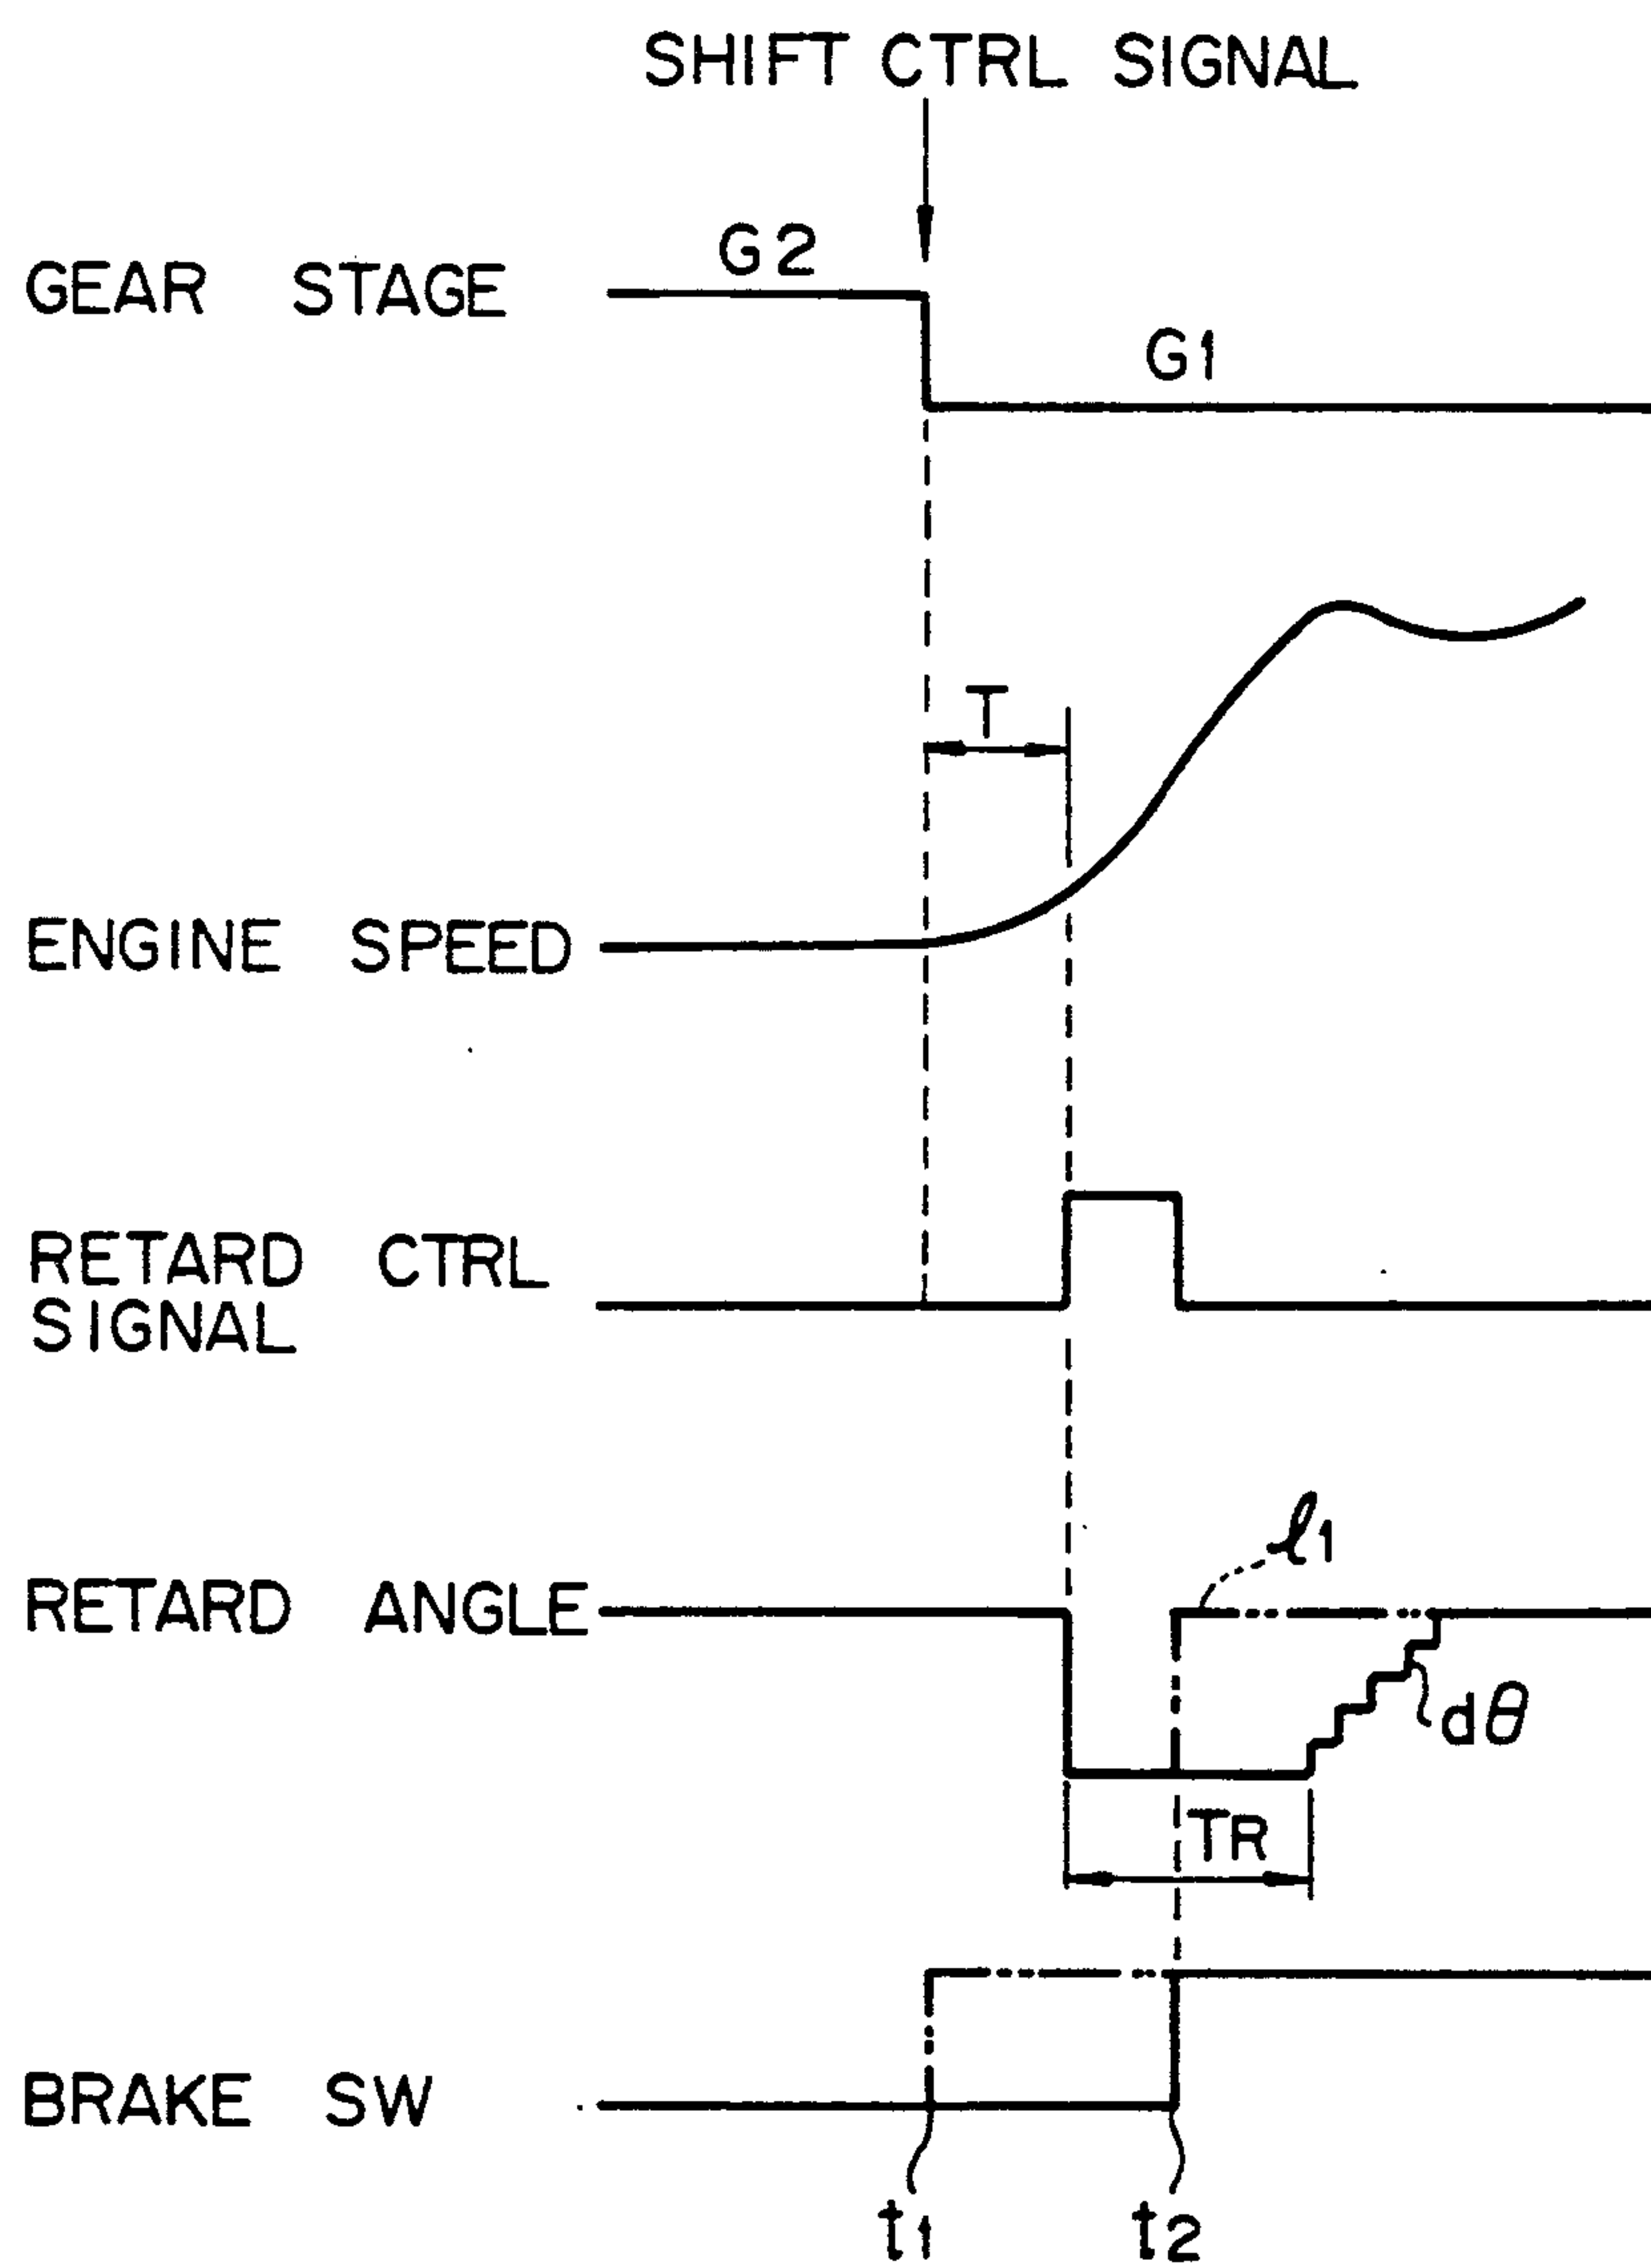 SHIFT CTRL SIGNAL
G2
GEAR STAGE
G1
T
ENGINE SPEED
RETARD CTRL
SIGNAL
ℓ1
RETARD ANGLE
dθ
TR
BRAKE SW
t1 t2